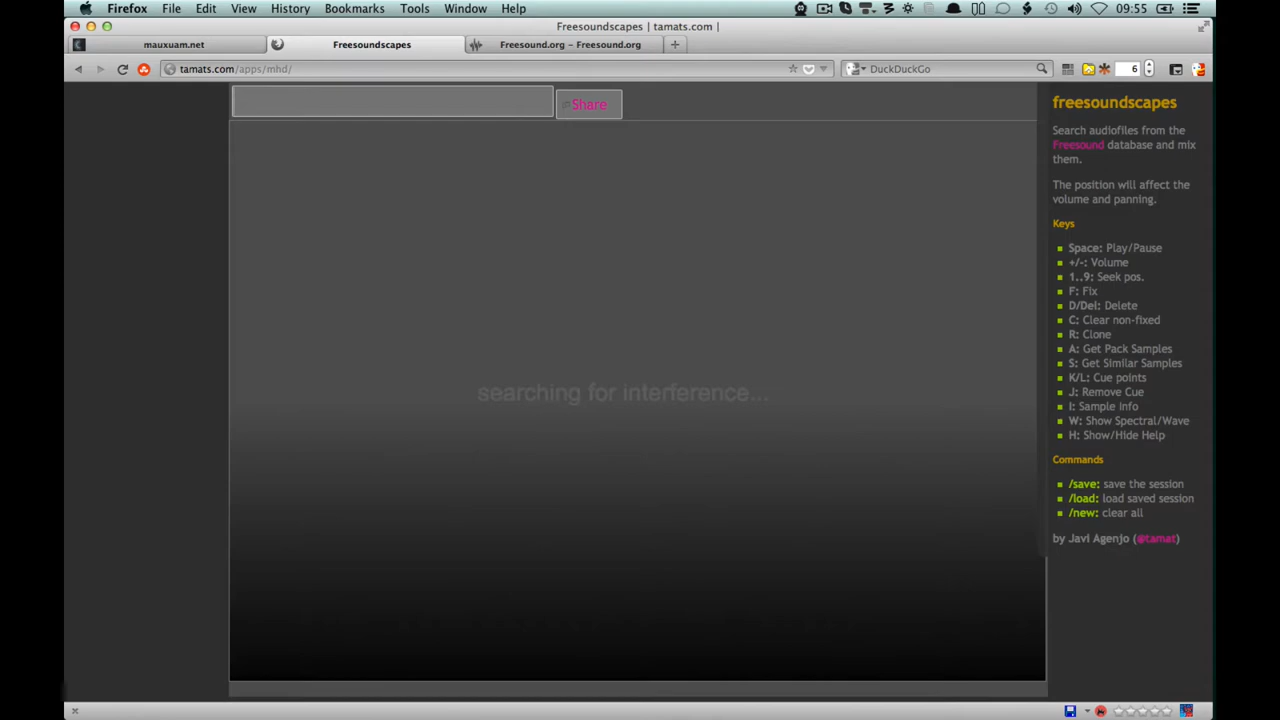 Firefox File Edit View History Bookmarks Tools Window Help 09:55
Freesoundscapes | tamats.com |
mauxuam.net Freesoundscapes Freesound.org – Freesound.org
tamats.com/apps/mhd/ DuckDuckGo 6
Share
searching for interference...
freesoundscapes
Search audiofiles from the
Freesound database and mix
them.
The position will affect the
volume and panning.
Keys
Space: Play/Pause
+/-: Volume
1..9: Seek pos.
F: Fix
D/Del: Delete
C: Clear non-fixed
R: Clone
A: Get Pack Samples
S: Get Similar Samples
K/L: Cue points
J: Remove Cue
I: Sample Info
W: Show Spectral/Wave
H: Show/Hide Help
Commands
/save: save the session
/load: load saved session
/new: clear all
by Javi Agenjo (@tamat)